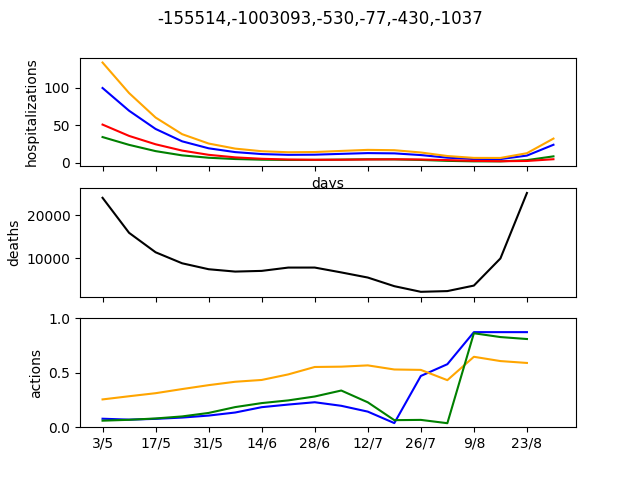 -155514,-1003093,-530,-77,-430,-1037
hospitalizations
100
50
0
days
deaths
20000
10000
actions
1.0
0.5
0.0
3/5 17/5 31/5 14/6 28/6 12/7 26/7 9/8 23/8